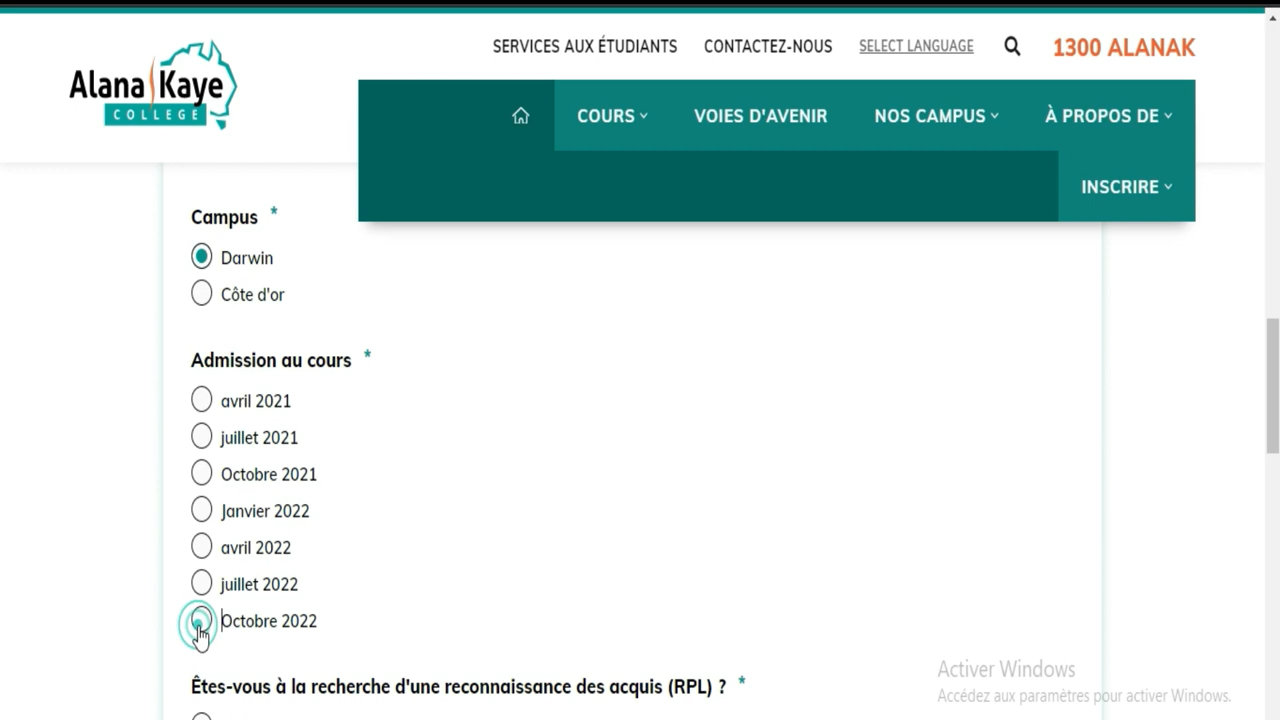 SERVICES AUX ÉTUDIANTS CONTACTEZ-NOUS SELECT LANGUAGE 1300 ALANAK
Alana Kaye
COLLEGE
COURS VOIES D'AVENIR NOS CAMPUS À PROPOS DE
INSCRIRE
Campus *
Darwin
Côte d'or
Admission au cours *
avril 2021
juillet 2021
Octobre 2021
Janvier 2022
avril 2022
juillet 2022
Octobre 2022
Êtes-vous à la recherche d'une reconnaissance des acquis (RPL) ? *
Activer Windows
Accédez aux paramètres pour activer Windows.